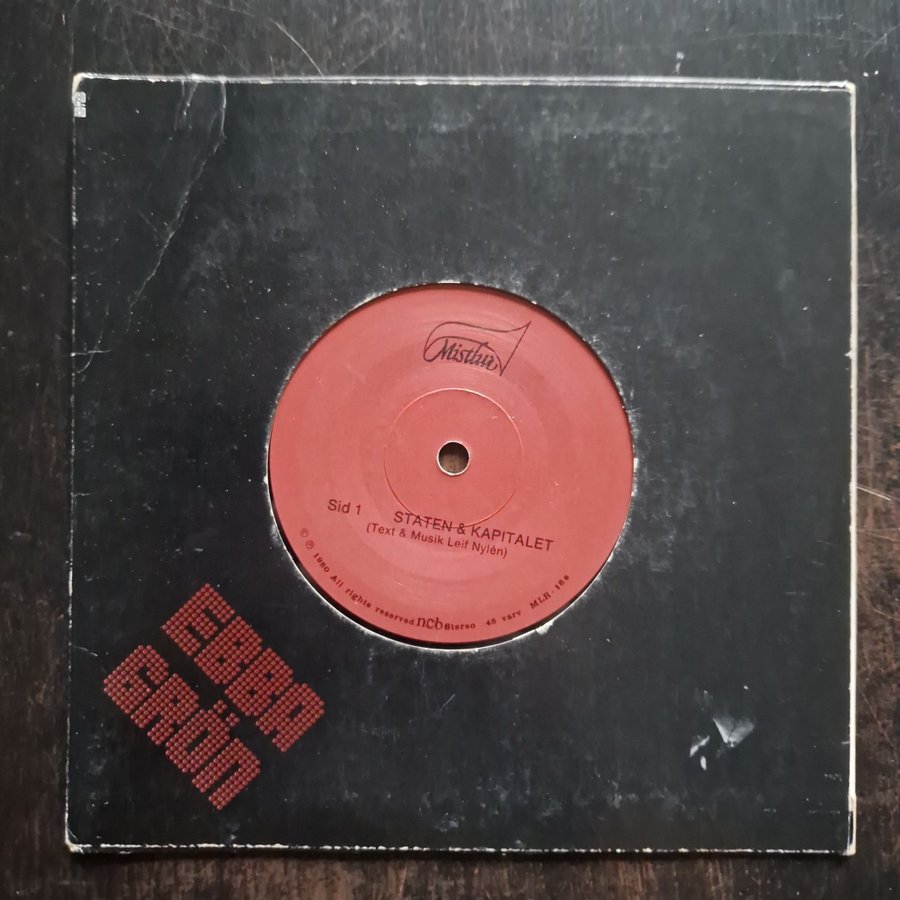 Mistlur
Sid 1 STATEN & KAPITALET
(Text & Musik Leif Nylén)
© ℗ 1980 All rights reserved ncb Stereo 45 varv MLR-16s
EBBA
GRÖN